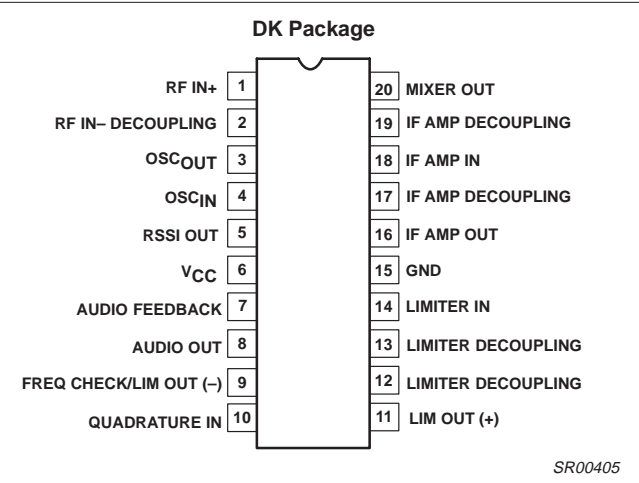 DK Package
RF IN+ 1 20 MIXER OUT
RF IN– DECOUPLING 2 19 IF AMP DECOUPLING
OSCOUT 3 18 IF AMP IN
OSCIN 4 17 IF AMP DECOUPLING
RSSI OUT 5 16 IF AMP OUT
VCC 6 15 GND
AUDIO FEEDBACK 7 14 LIMITER IN
AUDIO OUT 8 13 LIMITER DECOUPLING
FREQ CHECK/LIM OUT (–) 9 12 LIMITER DECOUPLING
QUADRATURE IN 10 11 LIM OUT (+)
SR00405